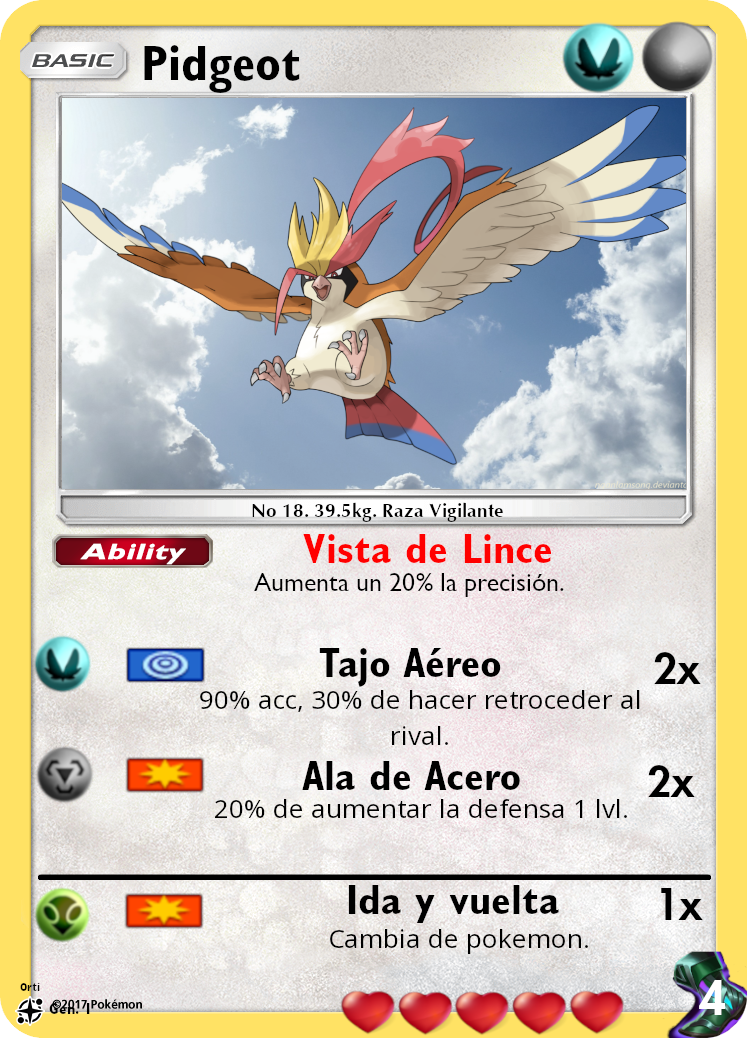 BASIC Pidgeot
No 18. 39.5kg. Raza Vigilante
Ability Vista de Lince
Aumenta un 20% la precisión.
Tajo Aéreo 2x
90% acc, 30% de hacer retroceder al
rival.
Ala de Acero 2x
20% de aumentar la defensa 1 lvl.
Ida y vuelta 1x
Cambia de pokemon.
Orti
©2017 Pokémon
Gen. 1
4